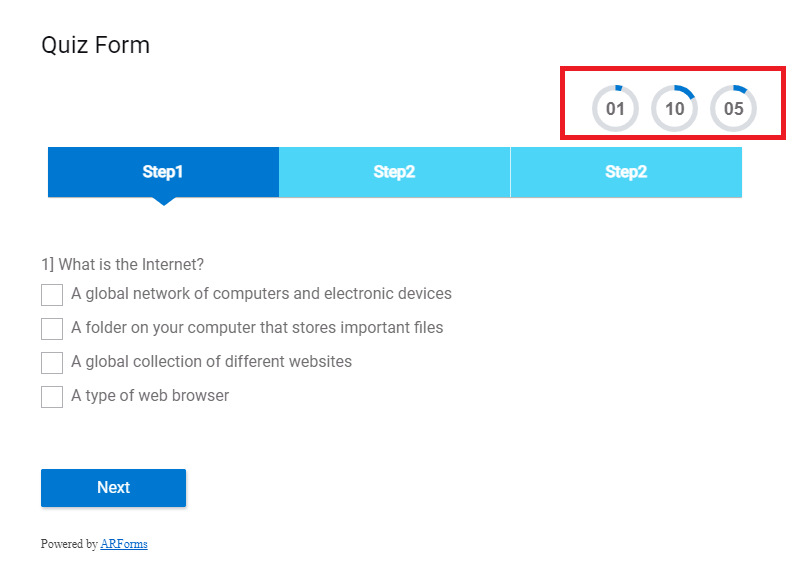 Quiz Form
01 10 05
Step1 Step2 Step2
1] What is the Internet?
A global network of computers and electronic devices
A folder on your computer that stores important files
A global collection of different websites
A type of web browser
Next
Powered by ARForms